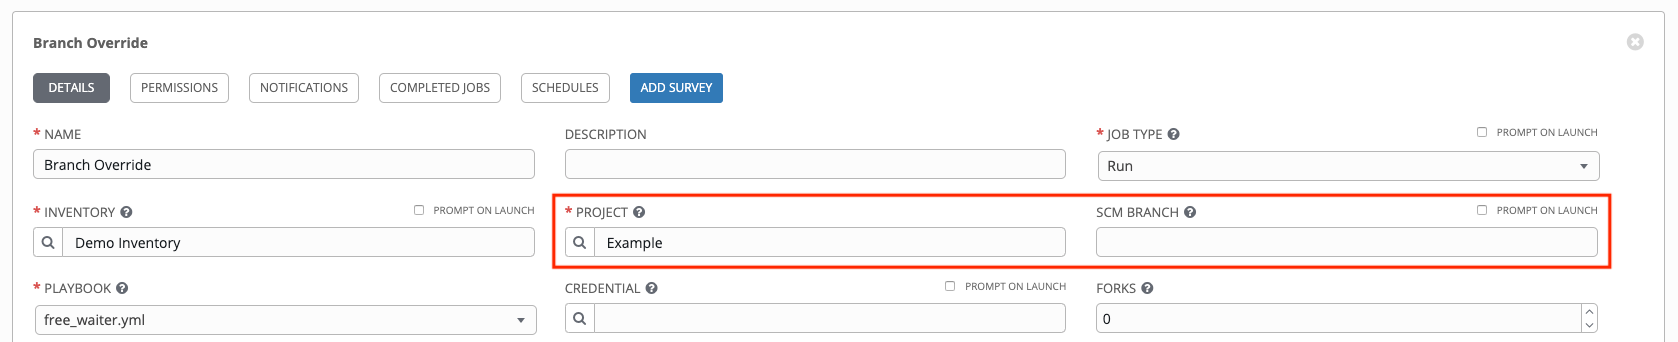 Branch Override
DETAILS PERMISSIONS NOTIFICATIONS COMPLETED JOBS SCHEDULES ADD SURVEY
* NAME DESCRIPTION * JOB TYPE ? PROMPT ON LAUNCH
Branch Override Run
* INVENTORY ? PROMPT ON LAUNCH * PROJECT ? SCM BRANCH ? PROMPT ON LAUNCH
Demo Inventory Example
* PLAYBOOK ? CREDENTIAL ? PROMPT ON LAUNCH FORKS ?
free_waiter.yml 0